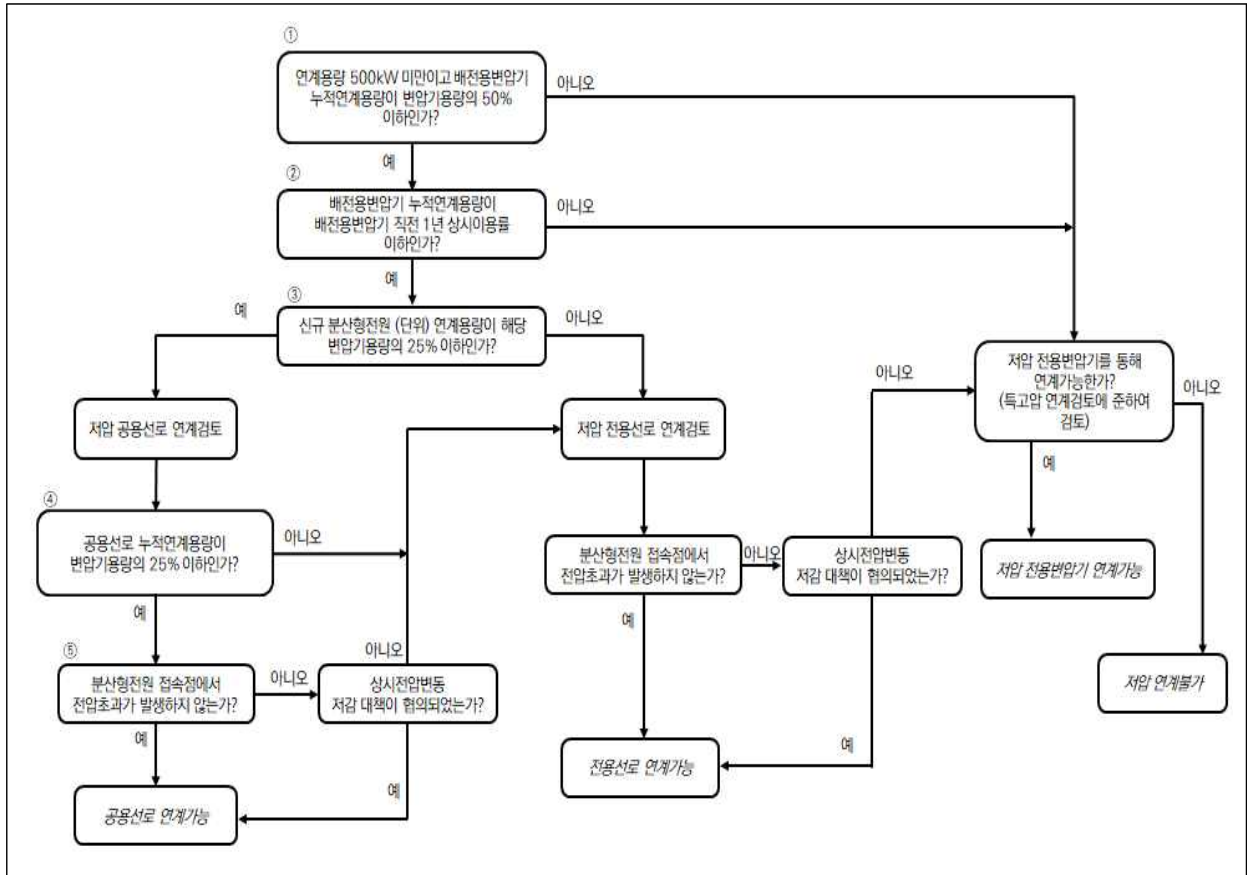 ①
연계용량 500kW 미만이고 배전용변압기
누적연계용량이 변압기용량의 50%
이하인가?
아니오
예
②
배전용변압기 누적연계용량이
배전용변압기 직전 1년 상시이용률
이하인가?
아니오
예
③
신규 분산형전원 (단위) 연계용량이 해당
변압기용량의 25% 이하인가?
예
아니오
저압 공용선로 연계검토
저압 전용선로 연계검토
저압 전용변압기를 통해
연계가능한가?
(특고압 연계검토에 준하여
검토)
아니오
아니오
예
④
공용선로 누적연계용량이
변압기용량의 25% 이하인가?
아니오
예
분산형전원 접속점에서
전압초과가 발생하지 않는가?
아니오
예
상시전압변동
저감 대책이 협의되었는가?
예
저압 전용변압기 연계가능
저압 연계불가
⑤
분산형전원 접속점에서
전압초과가 발생하지 않는가?
아니오
예
아니오
상시전압변동
저감 대책이 협의되었는가?
예
공용선로 연계가능
전용선로 연계가능